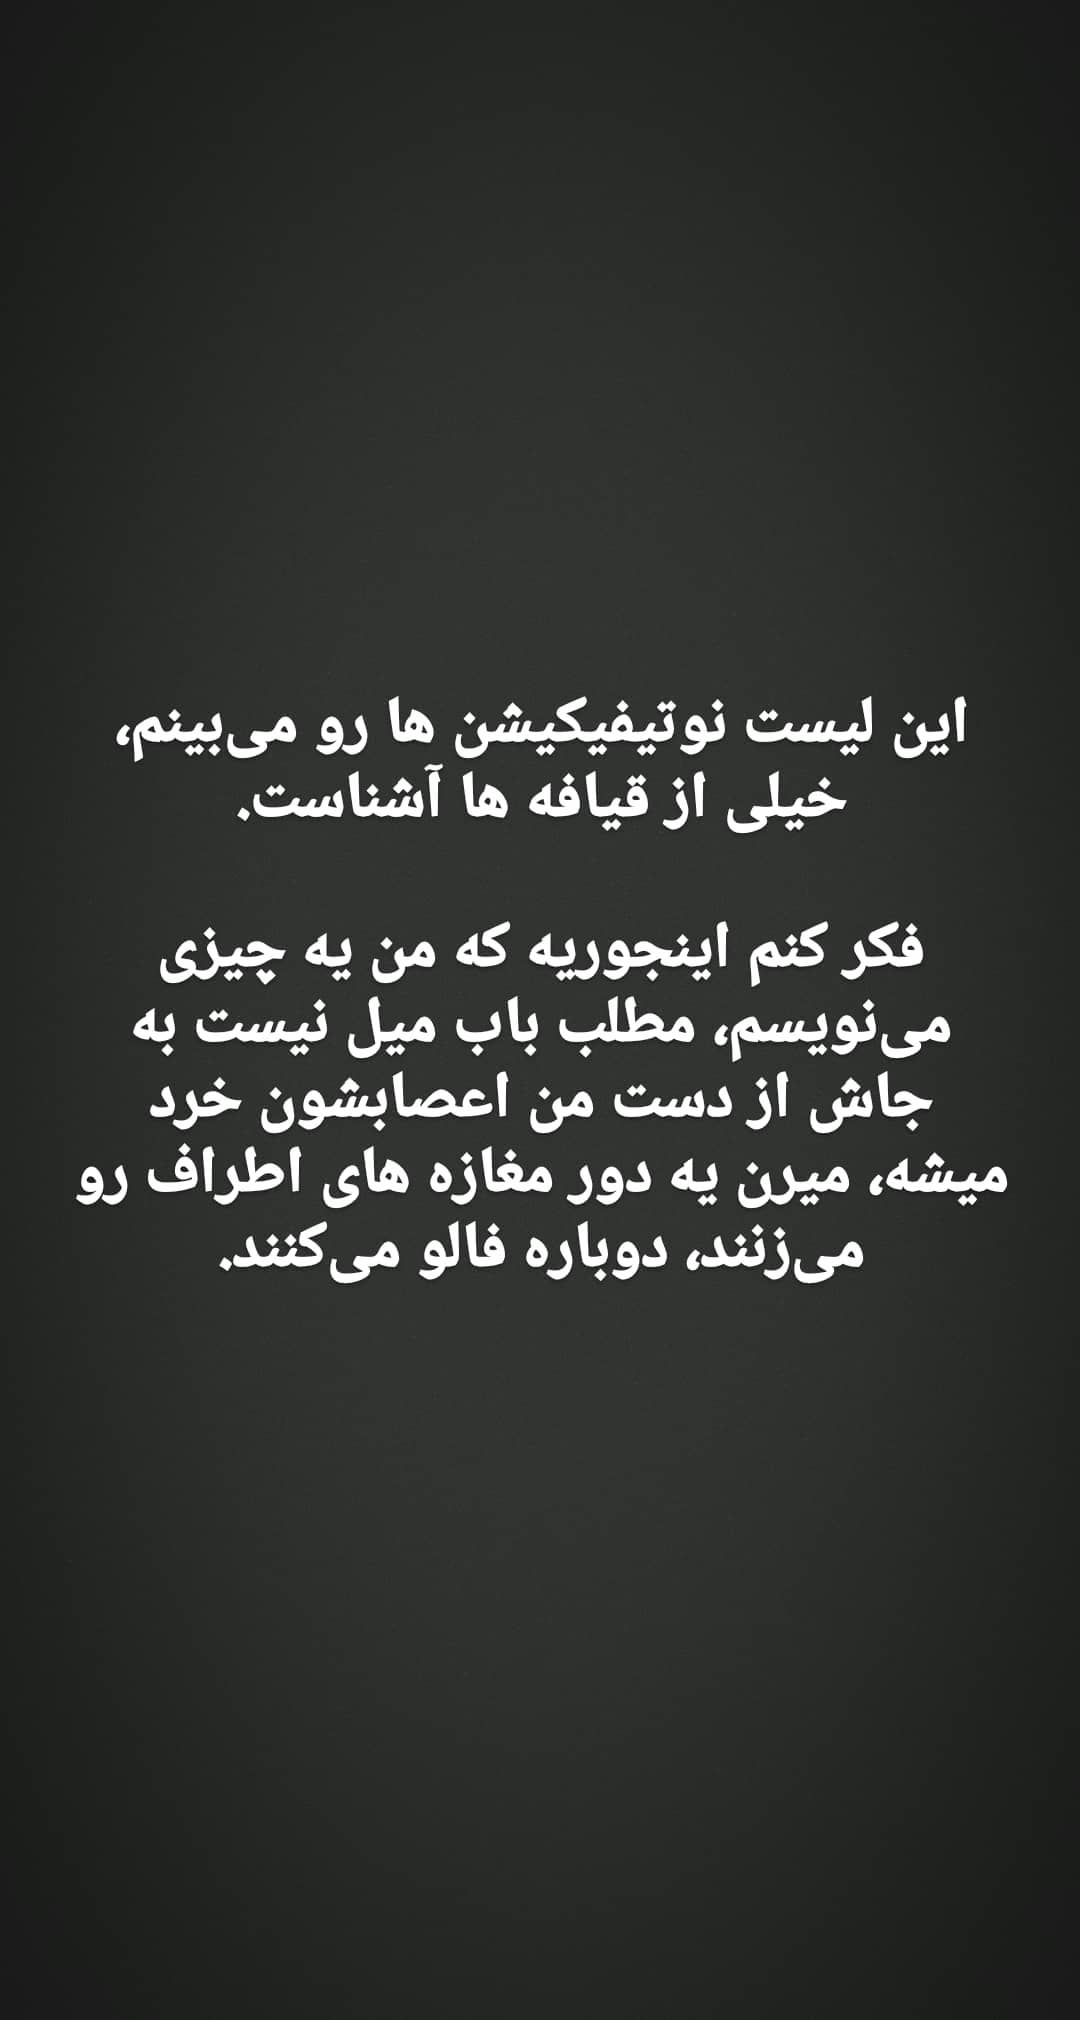 این لیست نوتیفیکیشن ها رو می‌بینم،
خیلی از قیافه ها آشناست.
فکر کنم اینجوریه که من یه چیزی
می‌نویسم، مطلب باب میل نیست به
جاش از دست من اعصابشون خرد
میشه، میرن یه دور مغازه های اطراف رو
می‌زنند، دوباره فالو می‌کنند.